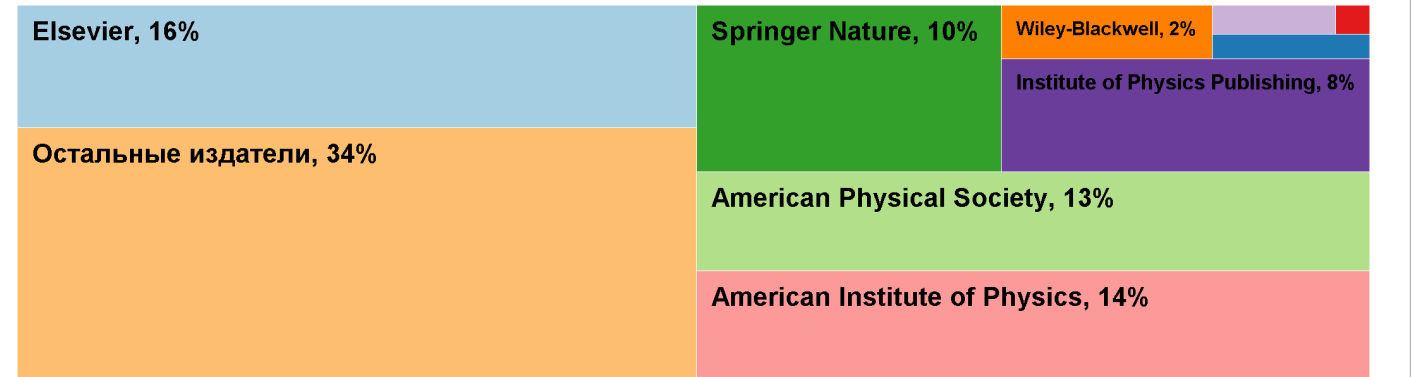 Elsevier, 16%
Остальные издатели, 34%
Springer Nature, 10%
Wiley-Blackwell, 2%
Institute of Physics Publishing, 8%
American Physical Society, 13%
American Institute of Physics, 14%